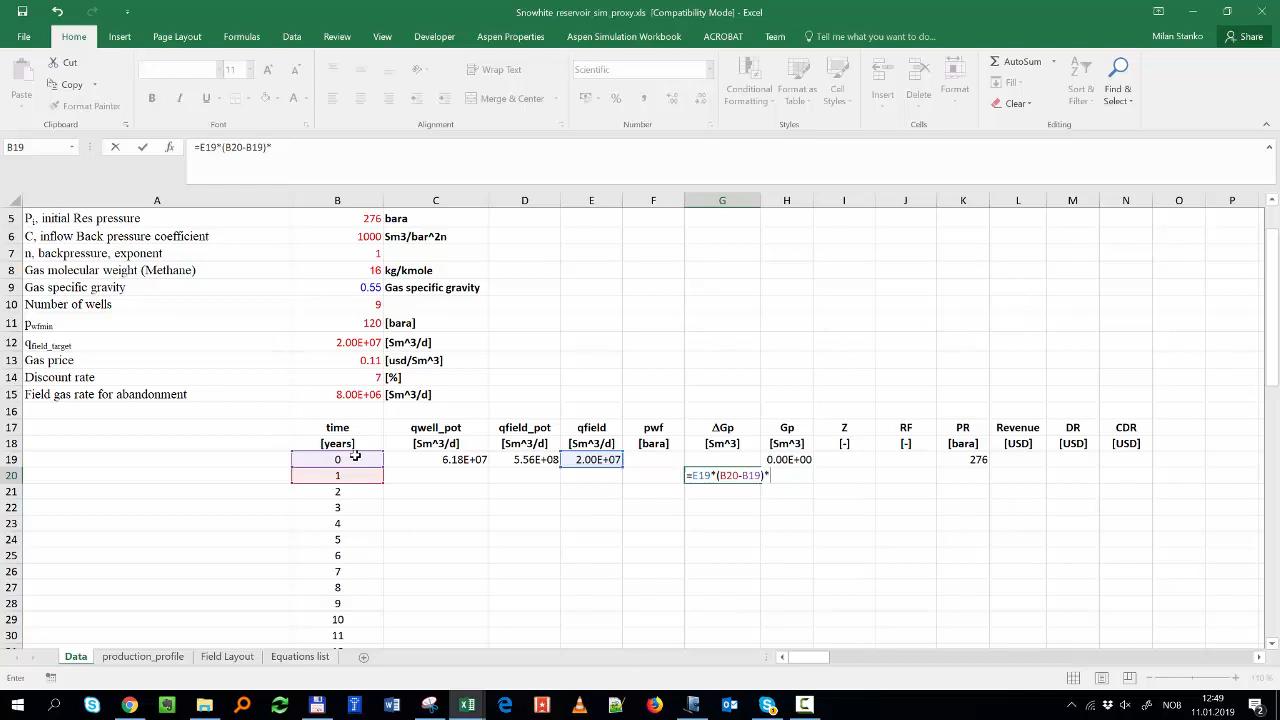 Snowhite reservoir_sim_proxy.xls [Compatibility Mode] - Excel
File Home Insert Page Layout Formulas Data Review View Developer Aspen Properties Aspen Simulation Workbook ACROBAT Team Tell me what you want to do... Milan Stanko Share
Paste Cut Copy Format Painter
Clipboard
11 A A B I U A
Font
Wrap Text Merge & Center
Alignment
Scientific %
Number
Conditional Formatting Format as Table Cell Styles
Styles
Insert Delete Format
Cells
AutoSum Fill Clear Sort & Filter Find & Select
Editing
B19 fx =E19*(B20-B19)*
A B C D E F G H I J K L M N O P
5 Pi, initial Res pressure 276 bara
6 C, inflow Back pressure coefficient 1000 Sm3/bar^2n
7 n, backpressure, exponent 1
8 Gas molecular weight (Methane) 16 kg/kmole
9 Gas specific gravity 0.55 Gas specific gravity
10 Number of wells 9
11 pwfmin 120 [bara]
12 qfield_target 2.00E+07 [Sm^3/d]
13 Gas price 0.11 [usd/Sm^3]
14 Discount rate 7 [%]
15 Field gas rate for abandonment 8.00E+06 [Sm^3/d]
16
17 time qwell_pot qfield_pot qfield pwf ΔGp Gp Z RF PR Revenue DR CDR
18 [years] [Sm^3/d] [Sm^3/d] [Sm^3/d] [bara] [Sm^3] [Sm^3] [-] [-] [bara] [USD] [USD] [USD]
19 0 6.18E+07 5.56E+08 2.00E+07 0.00E+00 276
20 1 =E19*(B20-B19)*
21 2
22 3
23 4
24 5
25 6
26 7
27 8
28 9
29 10
30 11
Data production_profile Field Layout Equations list
Enter
12:49
NOB
11.01.2019